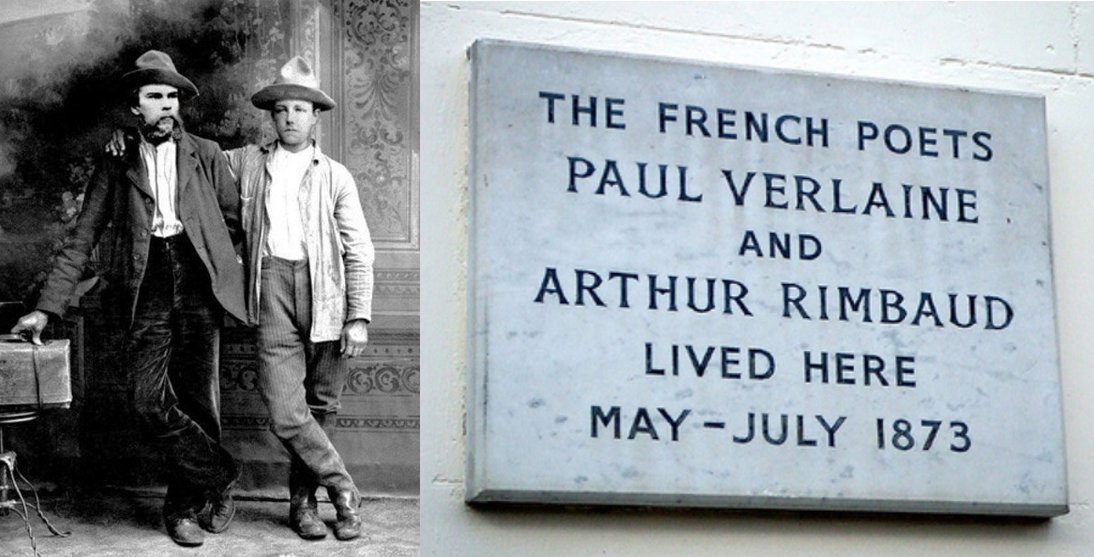 THE FRENCH POETS
PAUL VERLAINE
AND
ARTHUR RIMBAUD
LIVED HERE
MAY–JULY 1873